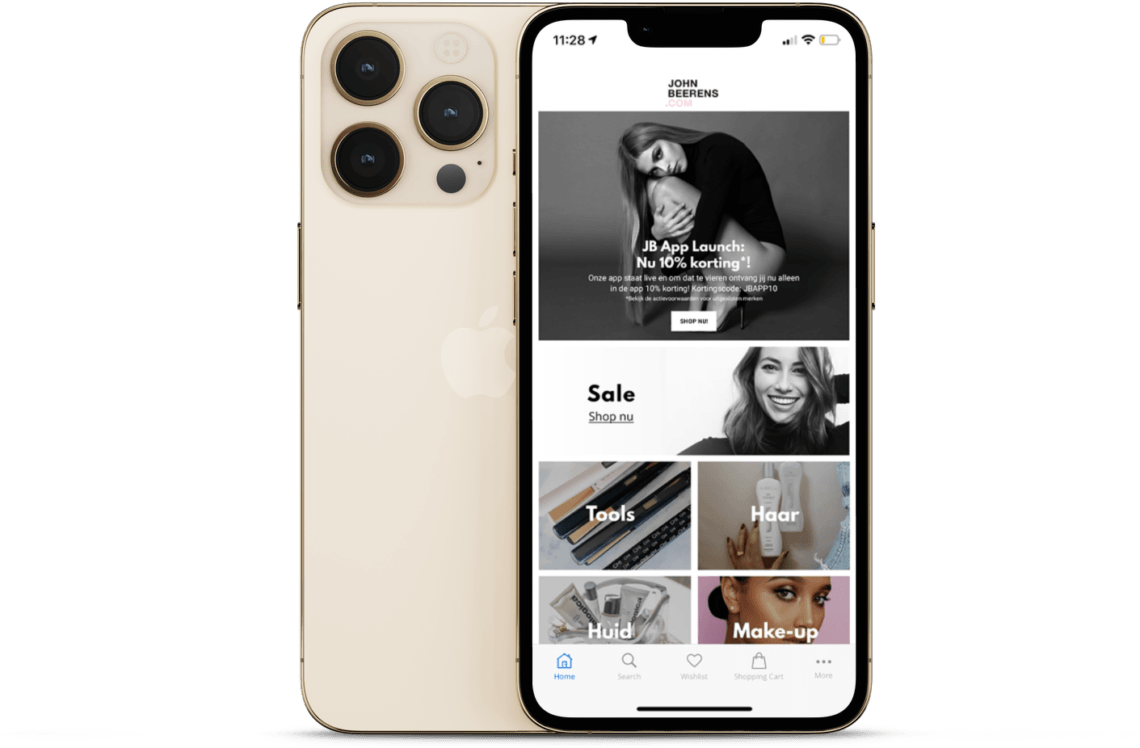 11:28
JOHN
BEERENS
.COM
JB App Launch:
Nu 10% korting*!
Onze app staat live en om dat te vieren ontvang jij nu alleen
in de app 10% korting! Kortingscode: JBAPP10
*Bekijk de actievoorwaarden voor uitgesloten merken
SHOP NU!
Sale
Shop nu
Tools
Haar
Huid
Make-up
Home
Search
Wishlist
Shopping Cart
More